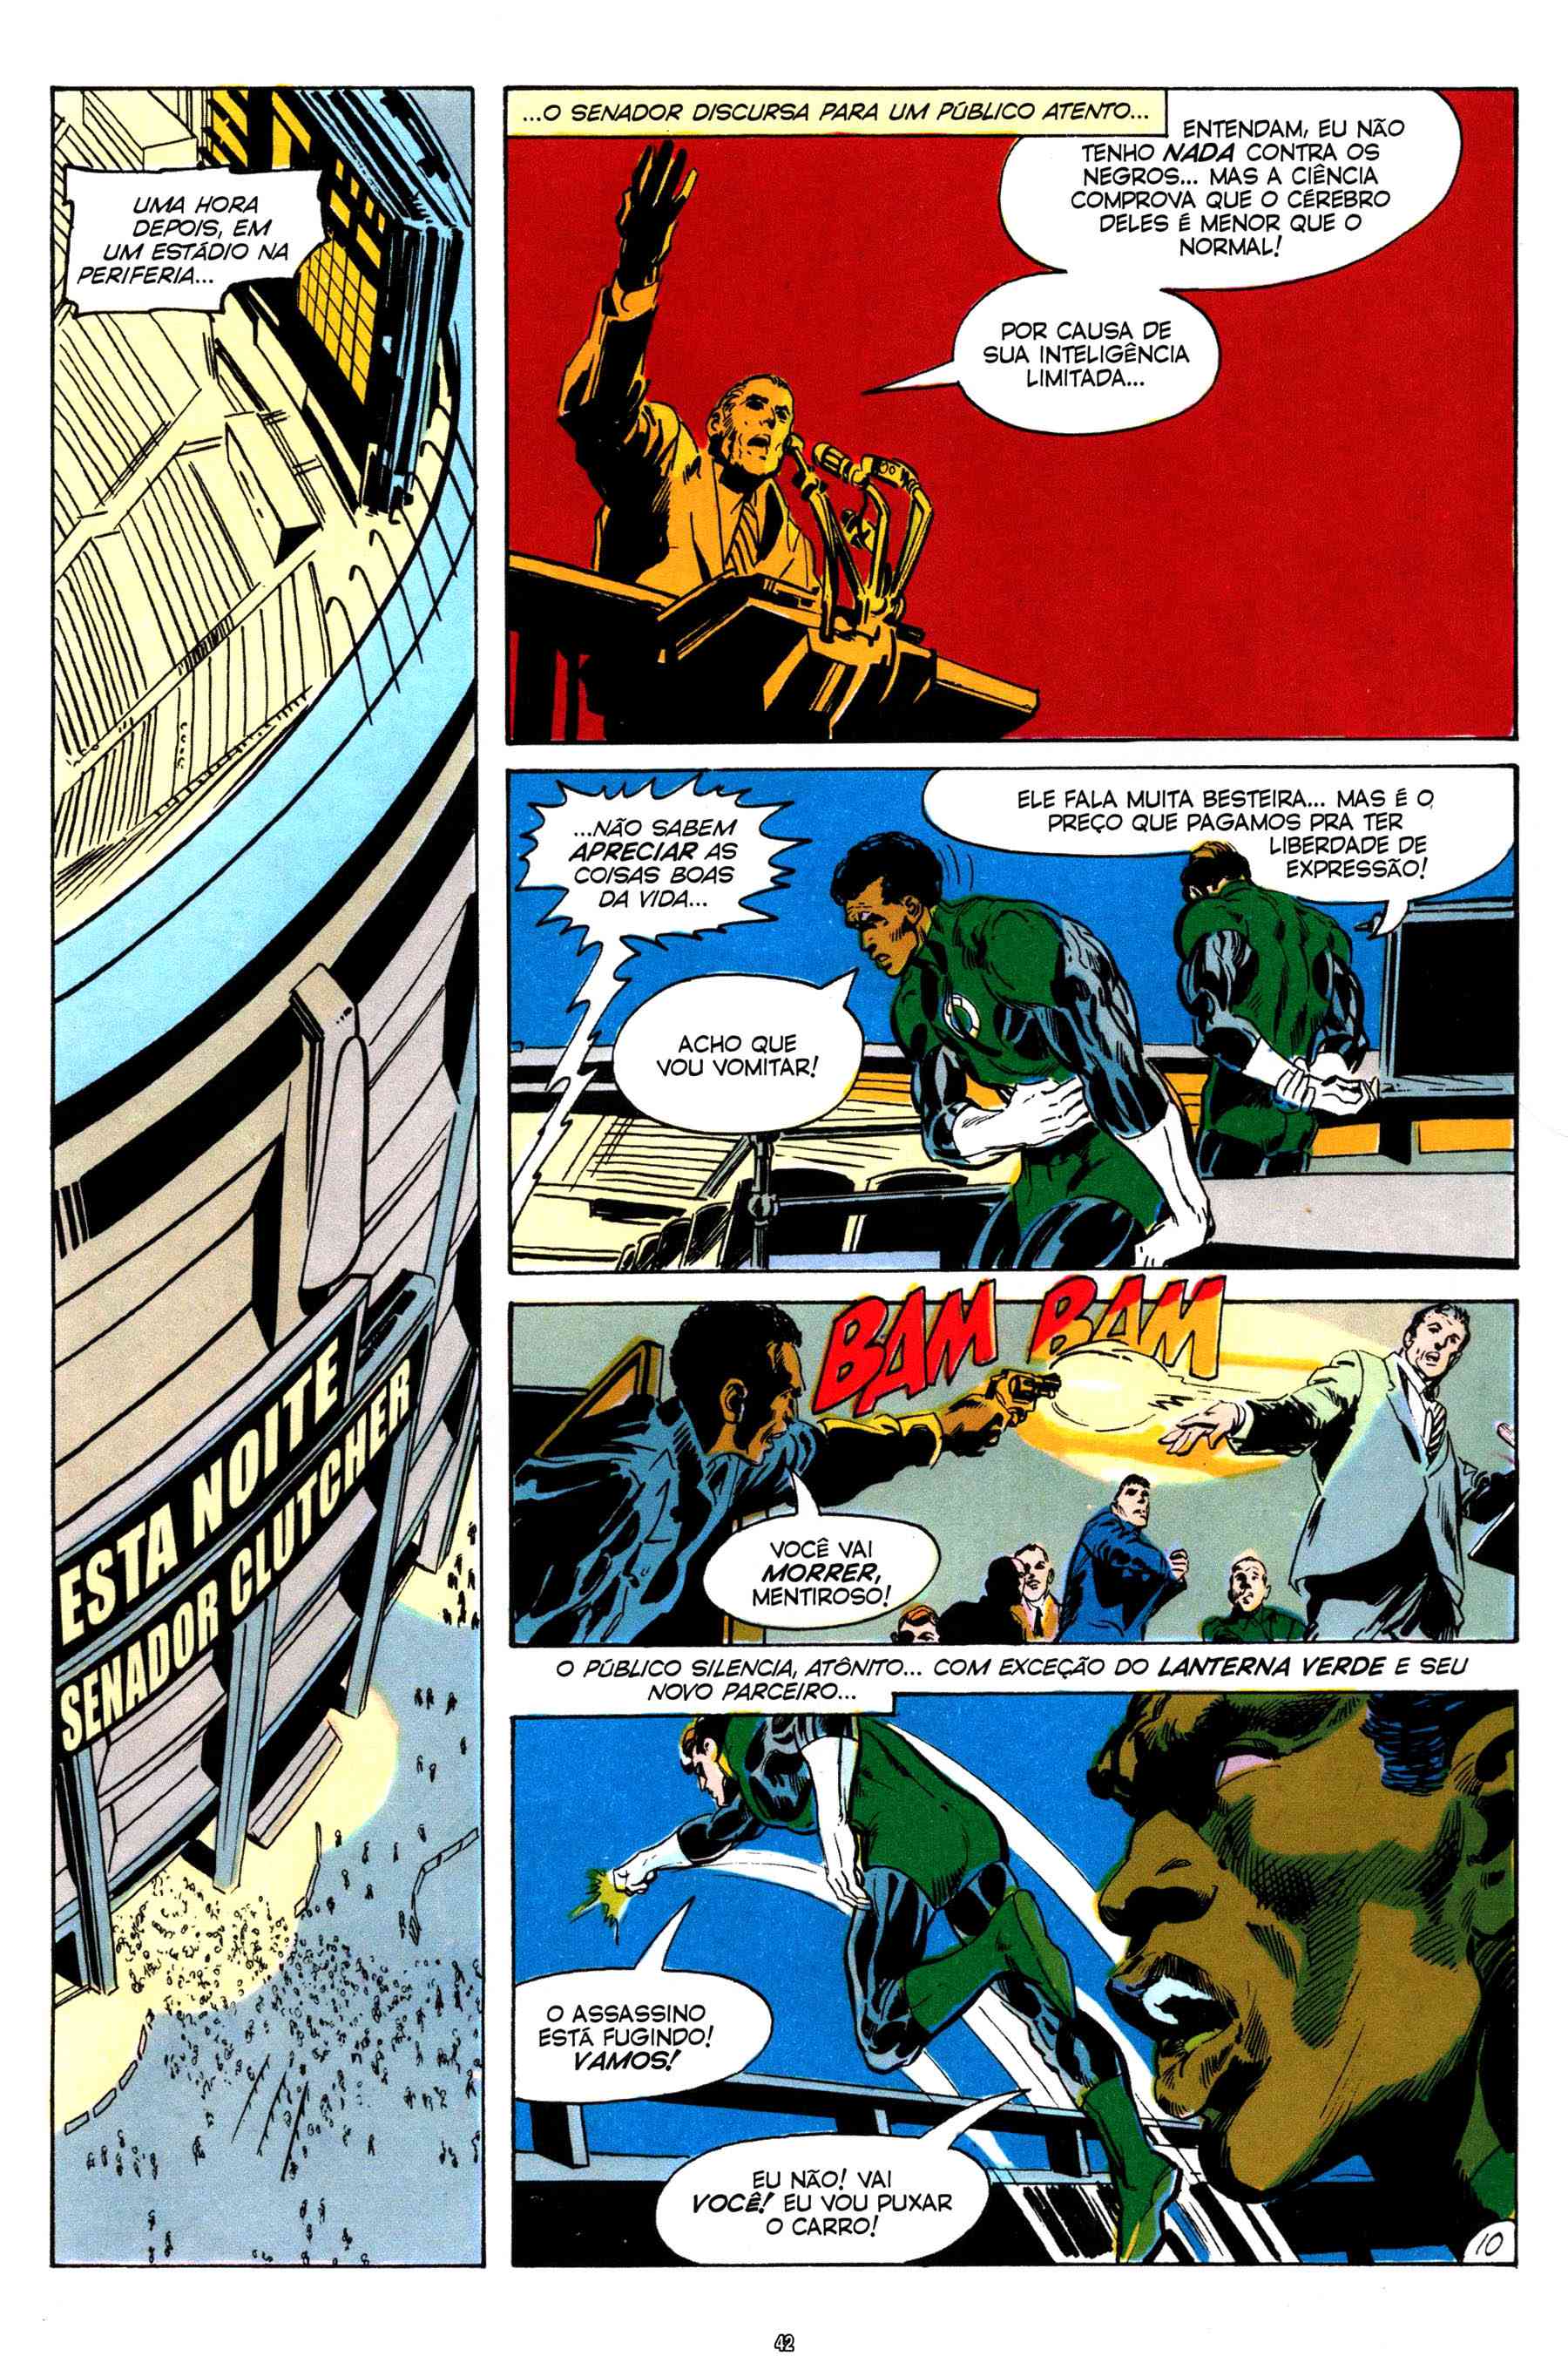 UMA HORA
DEPOIS, EM
UM ESTÁDIO NA
PERIFERIA...
ESTA NOITE
SENADOR CLUTCHER
...O SENADOR DISCURSA PARA UM PÚBLICO ATENTO...
ENTENDAM, EU NÃO
TENHO NADA CONTRA OS
NEGROS... MAS A CIÊNCIA
COMPROVA QUE O CÉREBRO
DELES É MENOR QUE O
NORMAL!
POR CAUSA DE
SUA INTELIGÊNCIA
LIMITADA...
...NÃO SABEM
APRECIAR AS
COISAS BOAS
DA VIDA...
ACHO QUE
VOU VOMITAR!
ELE FALA MUITA BESTEIRA... MAS É O
PREÇO QUE PAGAMOS PRA TER
LIBERDADE DE
EXPRESSÃO!
BAM BAM
VOCÊ VAI
MORRER,
MENTIROSO!
O PÚBLICO SILENCIA, ATÔNITO... COM EXCEÇÃO DO LANTERNA VERDE E SEU
NOVO PARCEIRO...
O ASSASSINO
ESTÁ FUGINDO!
VAMOS!
EU NÃO! VAI
VOCÊ! EU VOU PUXAR
O CARRO!
10
42